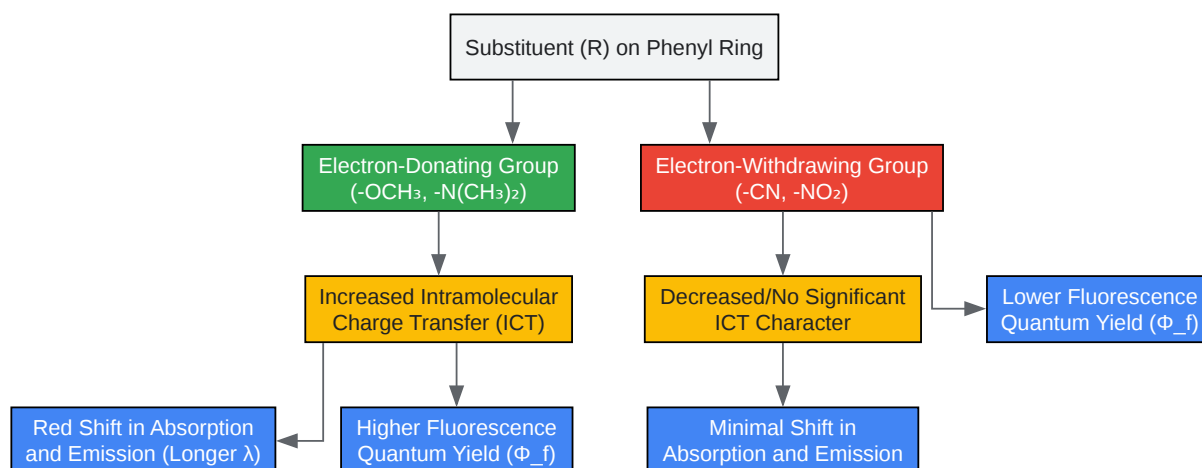 Substituent (R) on Phenyl Ring
Electron-Donating Group
(-OCH₃, -N(CH₃)₂)
Electron-Withdrawing Group
(-CN, -NO₂)
Increased Intramolecular
Charge Transfer (ICT)
Decreased/No Significant
ICT Character
Lower Fluorescence
Quantum Yield (Φ_f)
Red Shift in Absorption
and Emission (Longer λ)
Higher Fluorescence
Quantum Yield (Φ_f)
Minimal Shift in
Absorption and Emission